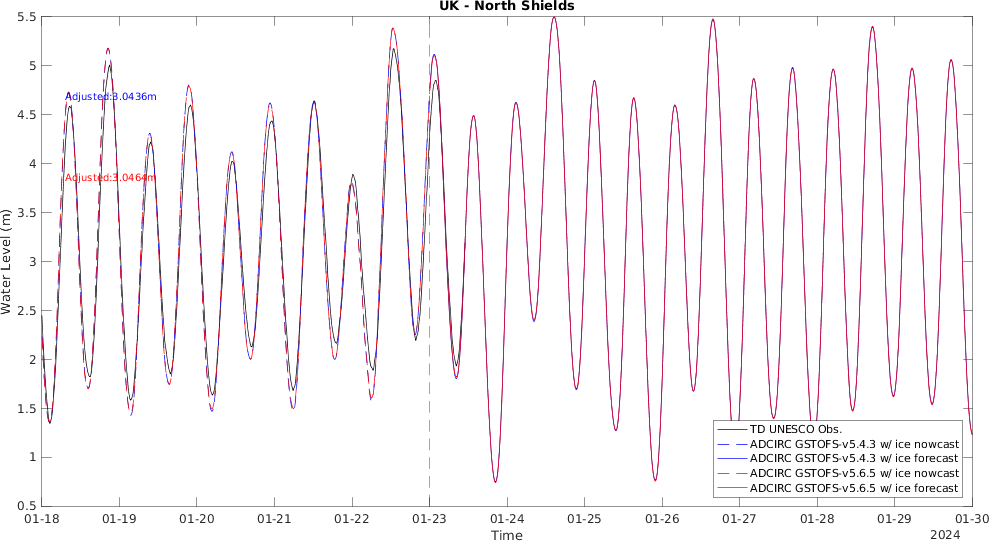 UK - North Shields
5.5
5
4.5
4
3.5
3
2.5
2
1.5
1
0.5
Water Level (m)
Adjusted:3.0436m
Adjusted:3.0464m
TD UNESCO Obs.
ADCIRC GSTOFS-v5.4.3 w/ ice nowcast
ADCIRC GSTOFS-v5.4.3 w/ ice forecast
ADCIRC GSTOFS-v5.6.5 w/ ice nowcast
ADCIRC GSTOFS-v5.6.5 w/ ice forecast
01-18 01-19 01-20 01-21 01-22 01-23 01-24 01-25 01-26 01-27 01-28 01-29 01-30
Time
2024